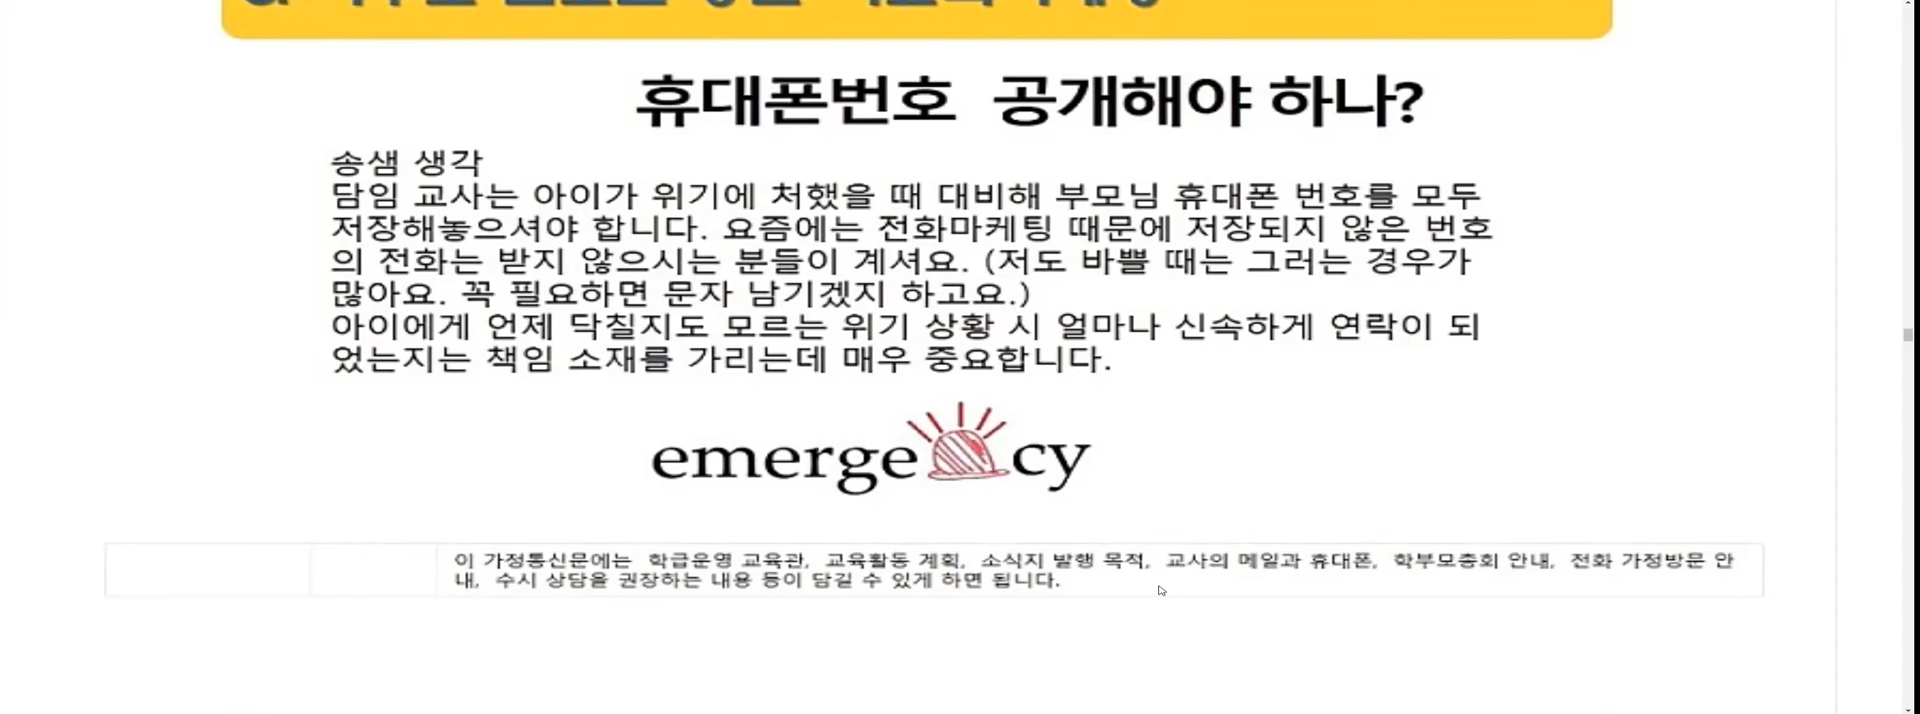 휴대폰번호 공개해야 하나?
송샘 생각
담임 교사는 아이가 위기에 처했을 때 대비해 부모님 휴대폰 번호를 모두
저장해놓으셔야 합니다. 요즘에는 전화마케팅 때문에 저장되지 않은 번호
의 전화는 받지 않으시는 분들이 계셔요. (저도 바쁠 때는 그러는 경우가
많아요. 꼭 필요하면 문자 남기겠지 하고요.)
아이에게 언제 닥칠지도 모르는 위기 상황 시 얼마나 신속하게 연락이 되
었는지는 책임 소재를 가리는데 매우 중요합니다.
emerge cy
이 가정통신문에는 학급운영 교육관, 교육활동 계획, 소식지 발행 목적, 교사의 메일과 휴대폰, 학부모총회 안내, 전화 가정방문 안
내, 수시 상담을 권장하는 내용 등이 담길 수 있게 하면 됩니다.